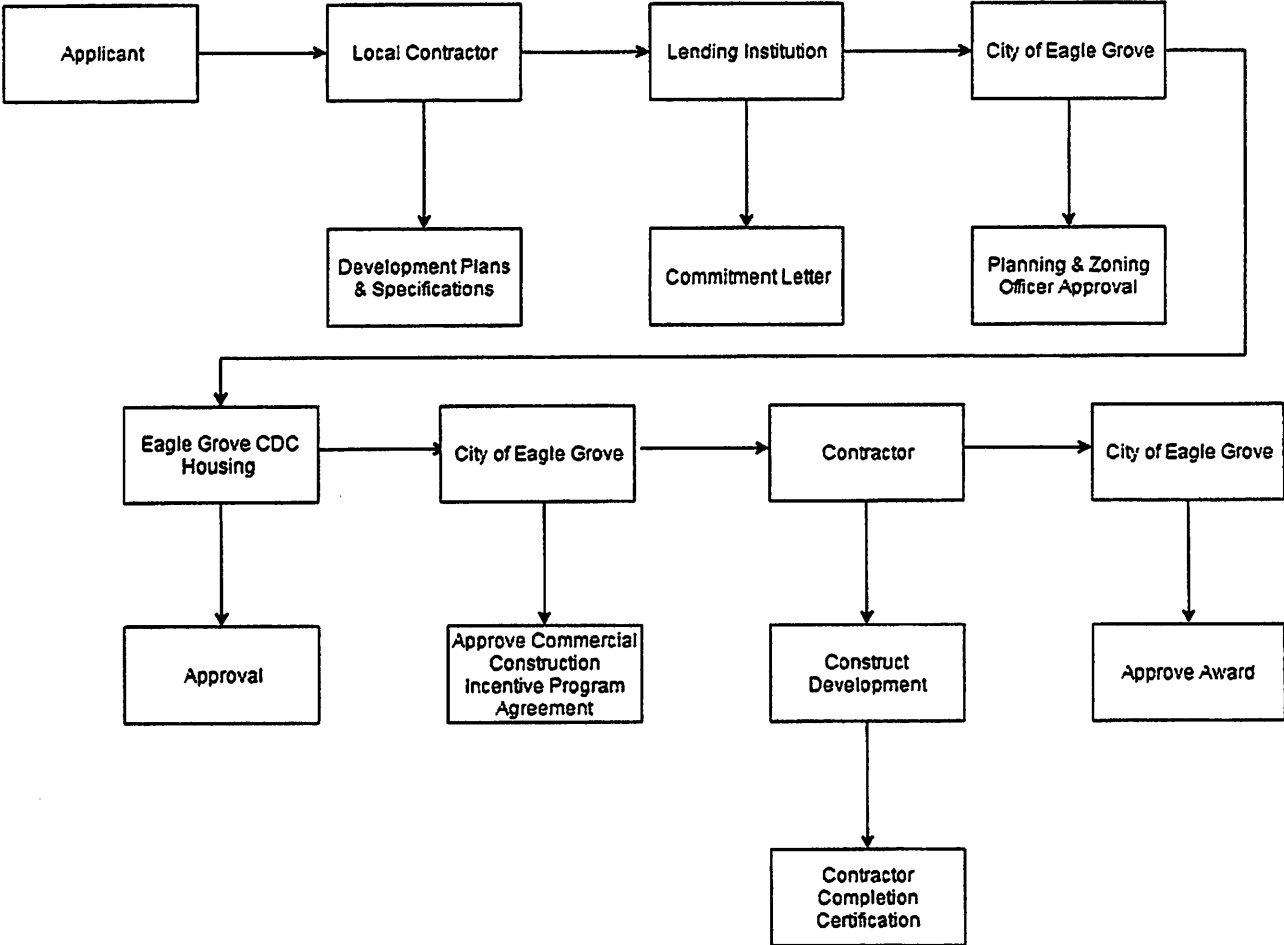 Applicant
Local Contractor
Lending Institution
City of Eagle Grove
Development Plans
& Specifications
Commitment Letter
Planning & Zoning
Officer Approval
Eagle Grove CDC
Housing
City of Eagle Grove
Contractor
City of Eagle Grove
Approval
Approve Commercial
Construction
Incentive Program
Agreement
Construct
Development
Approve Award
Contractor
Completion
Certification